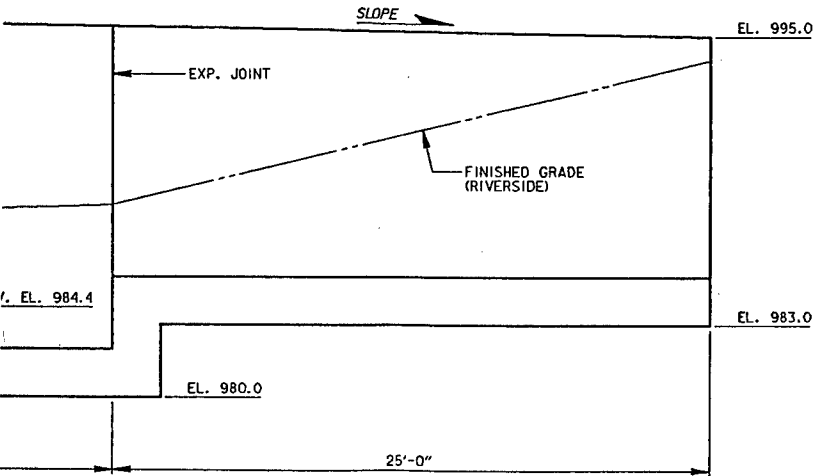 SLOPE
EL. 995.0
EXP. JOINT
FINISHED GRADE
(RIVERSIDE)
EL. 984.4
EL. 983.0
EL. 980.0
25'-0"